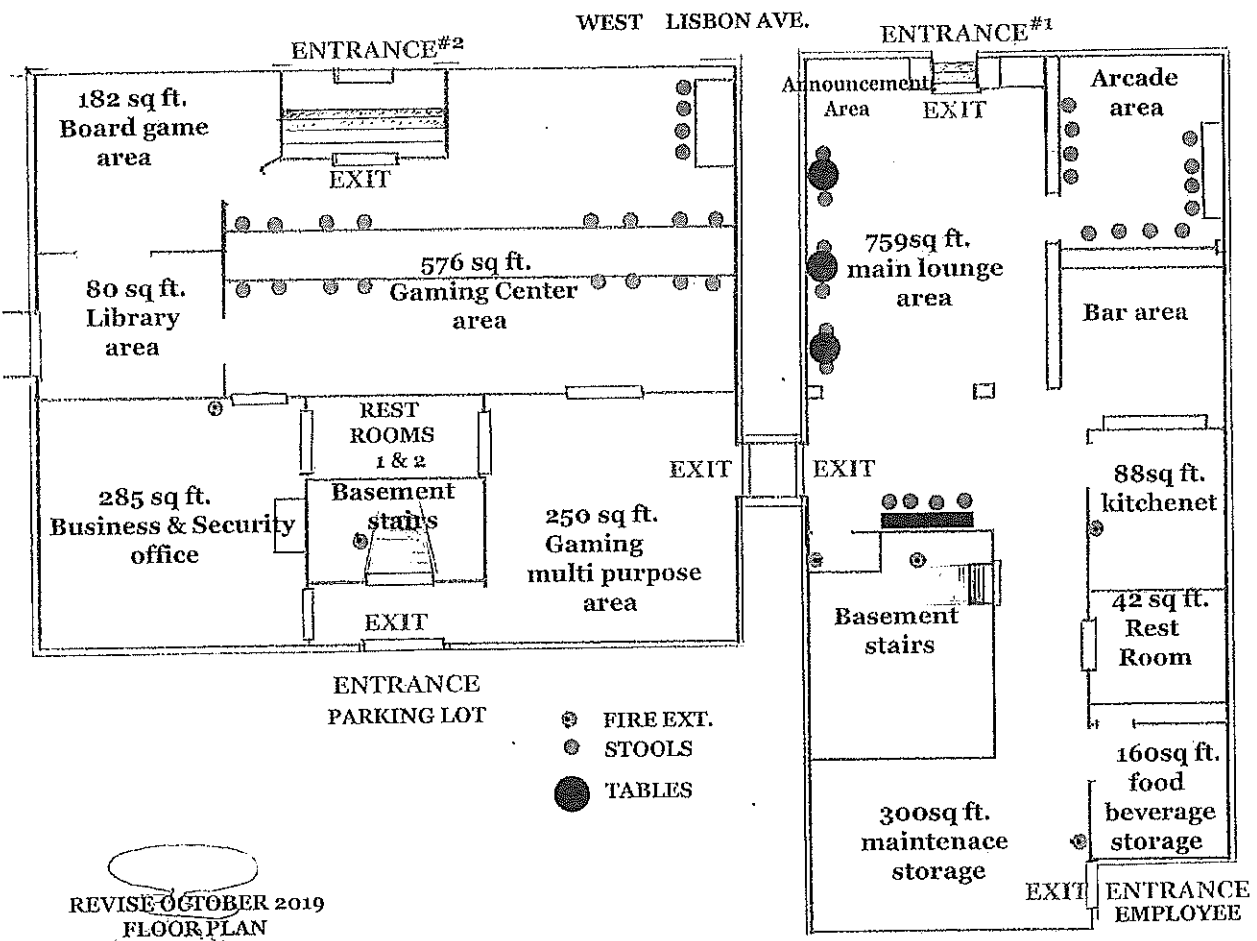 WEST LISBON AVE.
ENTRANCE#2
ENTRANCE#1
182 sq ft.
Board game
area
EXIT
Announcement
Area
EXIT
Arcade
area
80 sq ft.
Library
area
576 sq ft.
Gaming Center
area
759sq ft.
main lounge
area
Bar area
REST
ROOMS
1 & 2
285 sq ft.
Business & Security
office
Basement
stairs
250 sq ft.
Gaming
multi purpose
area
EXIT
EXIT
EXIT
88sq ft.
kitchenet
42 sq ft.
Rest
Room
Basement
stairs
ENTRANCE
PARKING LOT
FIRE EXT.
STOOLS
TABLES
160sq ft.
food
beverage
storage
300sq ft.
maintenace
storage
EXIT
ENTRANCE
EMPLOYEE
REVISE OCTOBER 2019
FLOOR PLAN